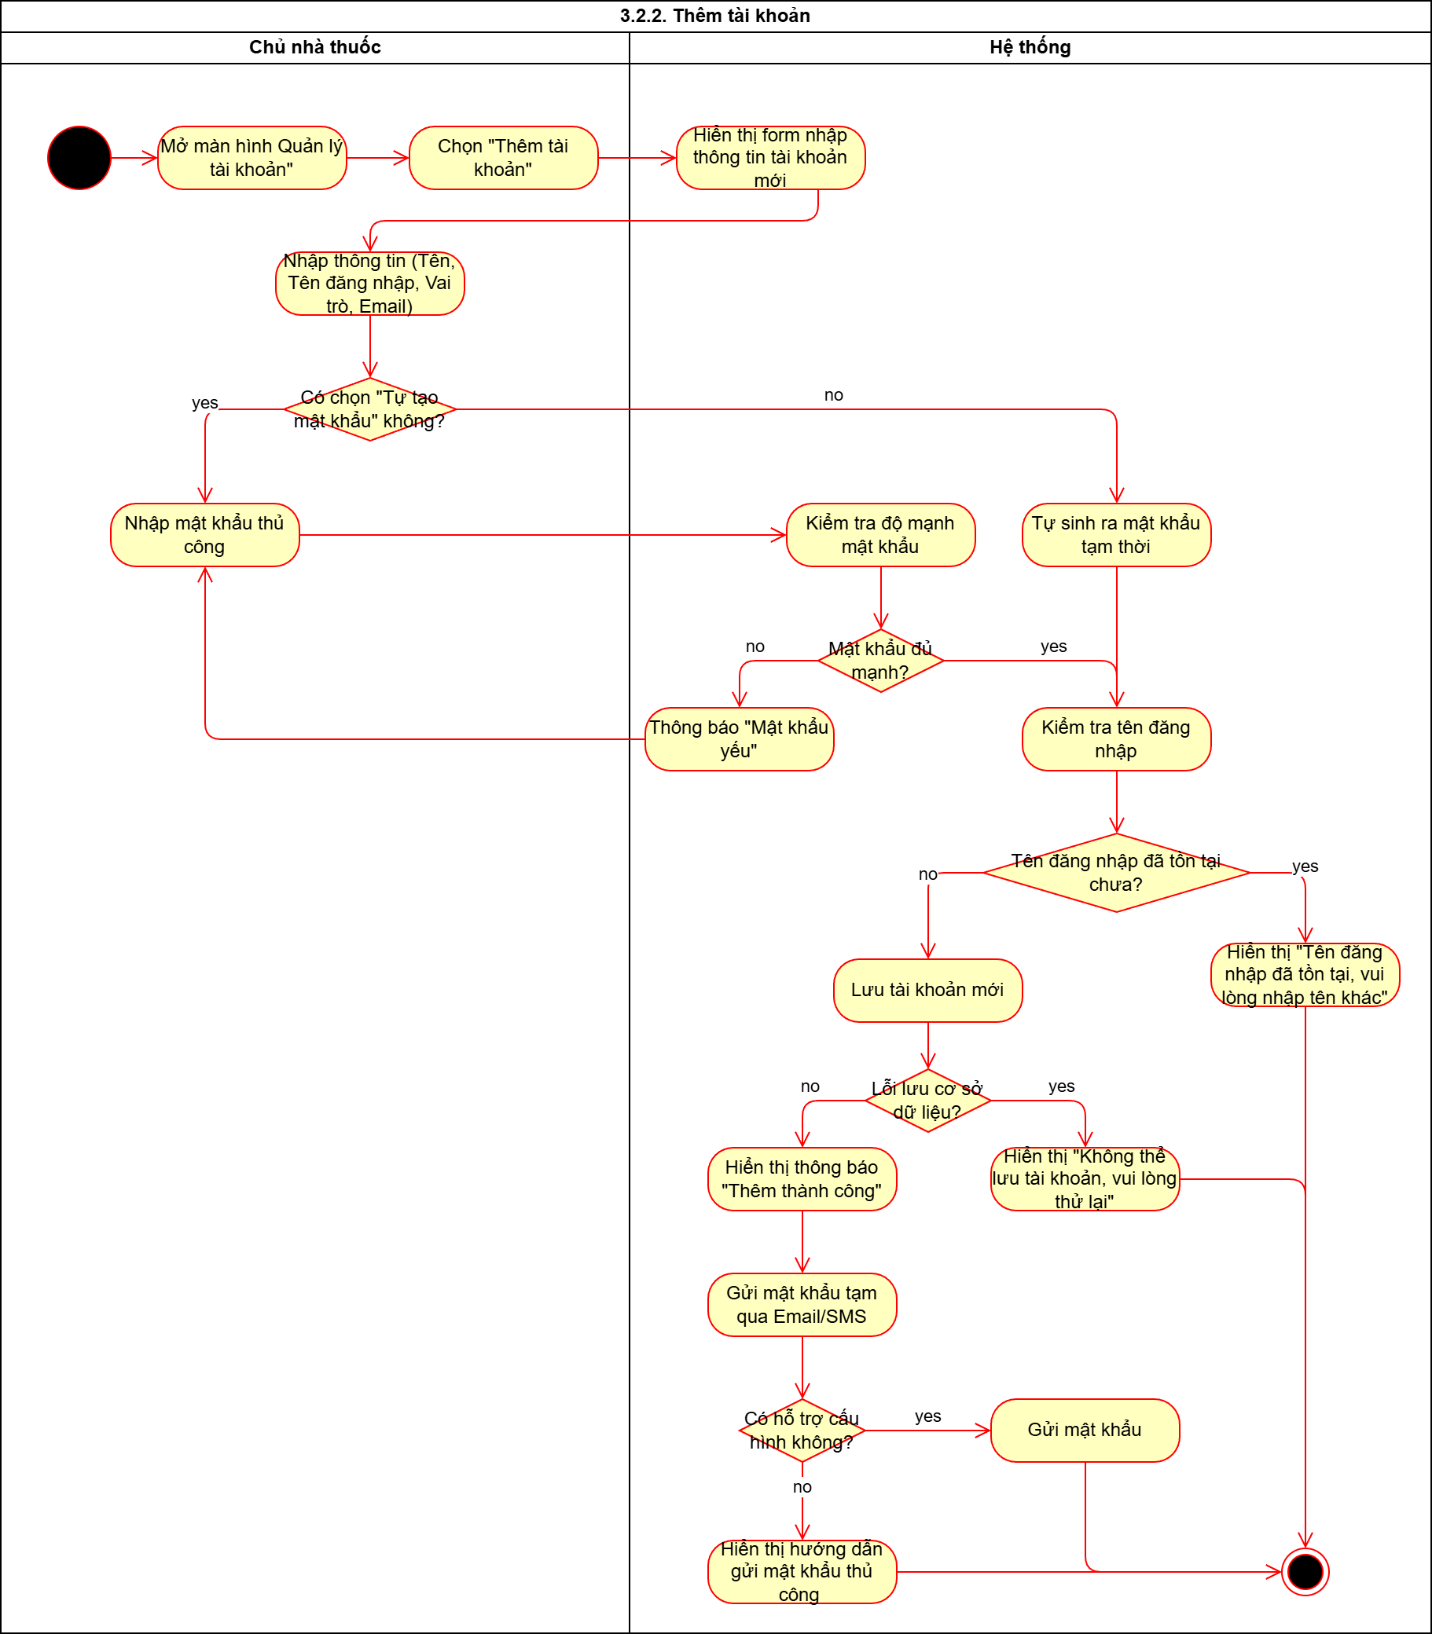 3.2.2. Thêm tài khoản
Chủ nhà thuốc
Hệ thống
Mở màn hình Quản lý
tài khoản"
Chọn "Thêm tài
khoản"
Hiển thị form nhập
thông tin tài khoản
mới
Nhập thông tin (Tên,
Tên đăng nhập, Vai
trò, Email)
Có chọn "Tự tạo
mật khẩu" không?
yes
no
Nhập mật khẩu thủ
công
Kiểm tra độ mạnh
mật khẩu
Tự sinh ra mật khẩu
tạm thời
Mật khẩu đủ
mạnh?
no
yes
Thông báo "Mật khẩu
yếu"
Kiểm tra tên đăng
nhập
Tên đăng nhập đã tồn tại
chưa?
no
yes
Lưu tài khoản mới
Hiển thị "Tên đăng
nhập đã tồn tại, vui
lòng nhập tên khác"
Lỗi lưu cơ sở
dữ liệu?
no
yes
Hiển thị thông báo
"Thêm thành công"
Hiển thị "Không thể
lưu tài khoản, vui lòng
thử lại"
Gửi mật khẩu tạm
qua Email/SMS
Có hỗ trợ cấu
hình không?
yes
no
Gửi mật khẩu
Hiển thị hướng dẫn
gửi mật khẩu thủ
công